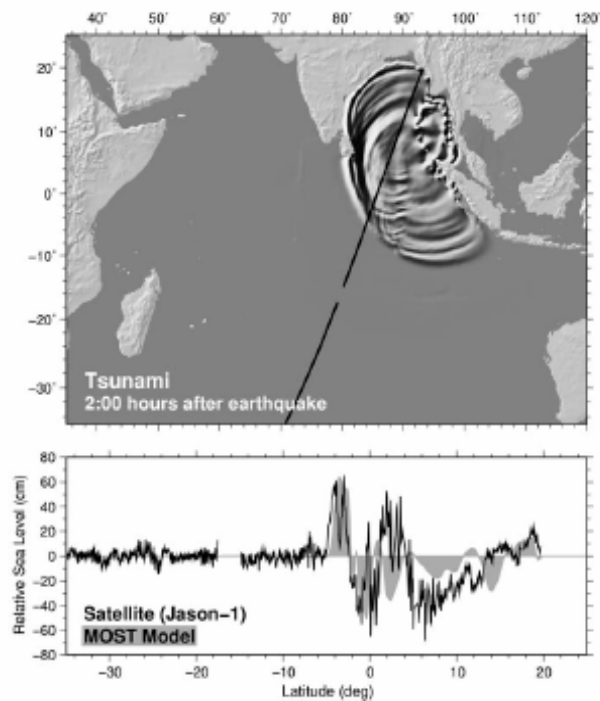 40° 50° 60° 70° 80° 90° 100° 110° 120°
20°
10°
0°
−10°
−20°
−30°
Tsunami
2:00 hours after earthquake
80
60
40
20
0
−20
−40
−60
−80
Relative Sea Level (cm)
Satellite (Jason−1)
MOST Model
−30 −20 −10 0 10 20
Latitude (deg)